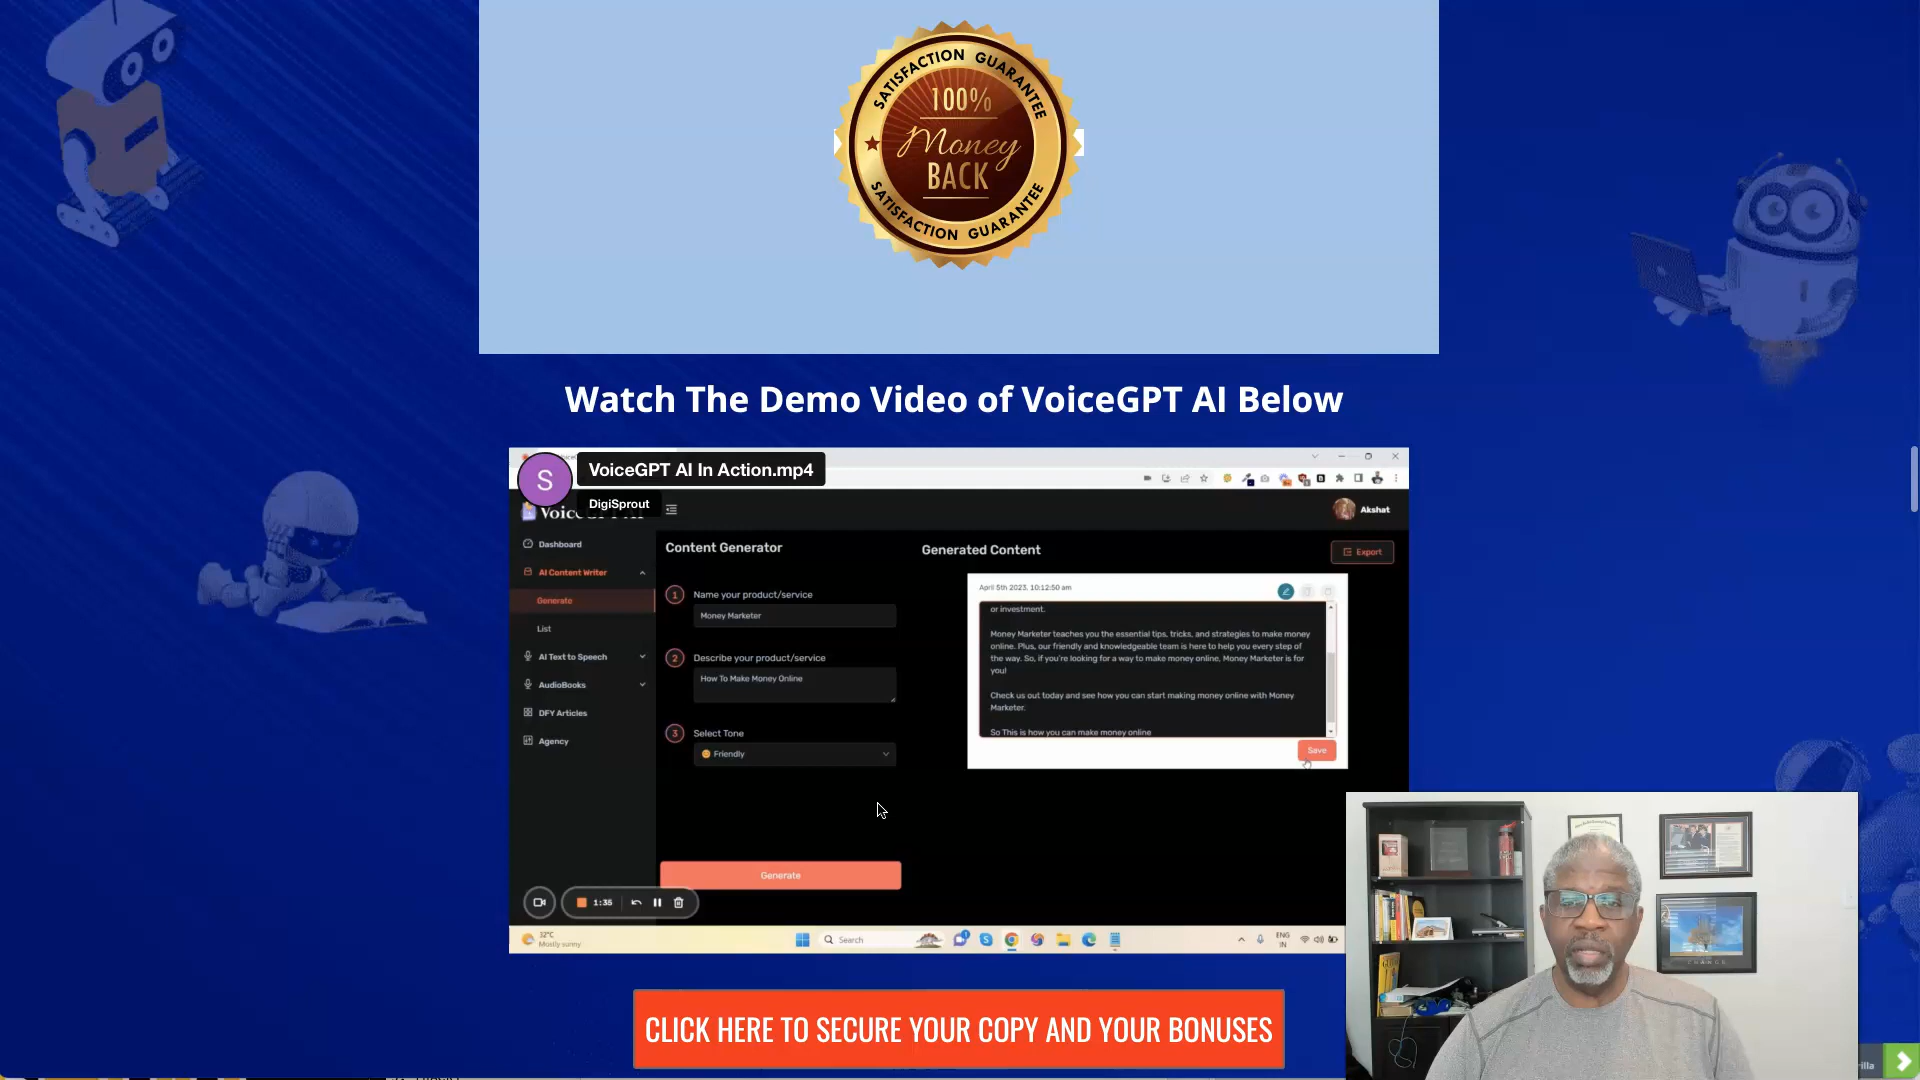 SATISFACTION GUARANTEE
100%
Money
BACK
SATISFACTION GUARANTEE
Watch The Demo Video of VoiceGPT AI Below
S
VoiceGPT AI In Action.mp4
DigiSprout
Akshat
Dashboard
AI Content Writer
Generate
List
AI Text to Speech
AudioBooks
DFY Articles
Agency
Content Generator
1
Name your product/service
Money Marketer
2
Describe your product/service
How To Make Money Online
3
Select Tone
Friendly
Generate
Generated Content
Export
April 5th 2023, 10:12:50 am
or investment.
Money Marketer teaches you the essential tips, tricks, and strategies to make money
online. Plus, our friendly and knowledgeable team is here to help you every step of
the way. So, if you're looking for a way to make money online, Money Marketer is for
you!
Check us out today and see how you can start making money online with Money
Marketer.
So This is how you can make money online
Save
1:35
32°C
Mostly sunny
Search
ENG
IN
CLICK HERE TO SECURE YOUR COPY AND YOUR BONUSES